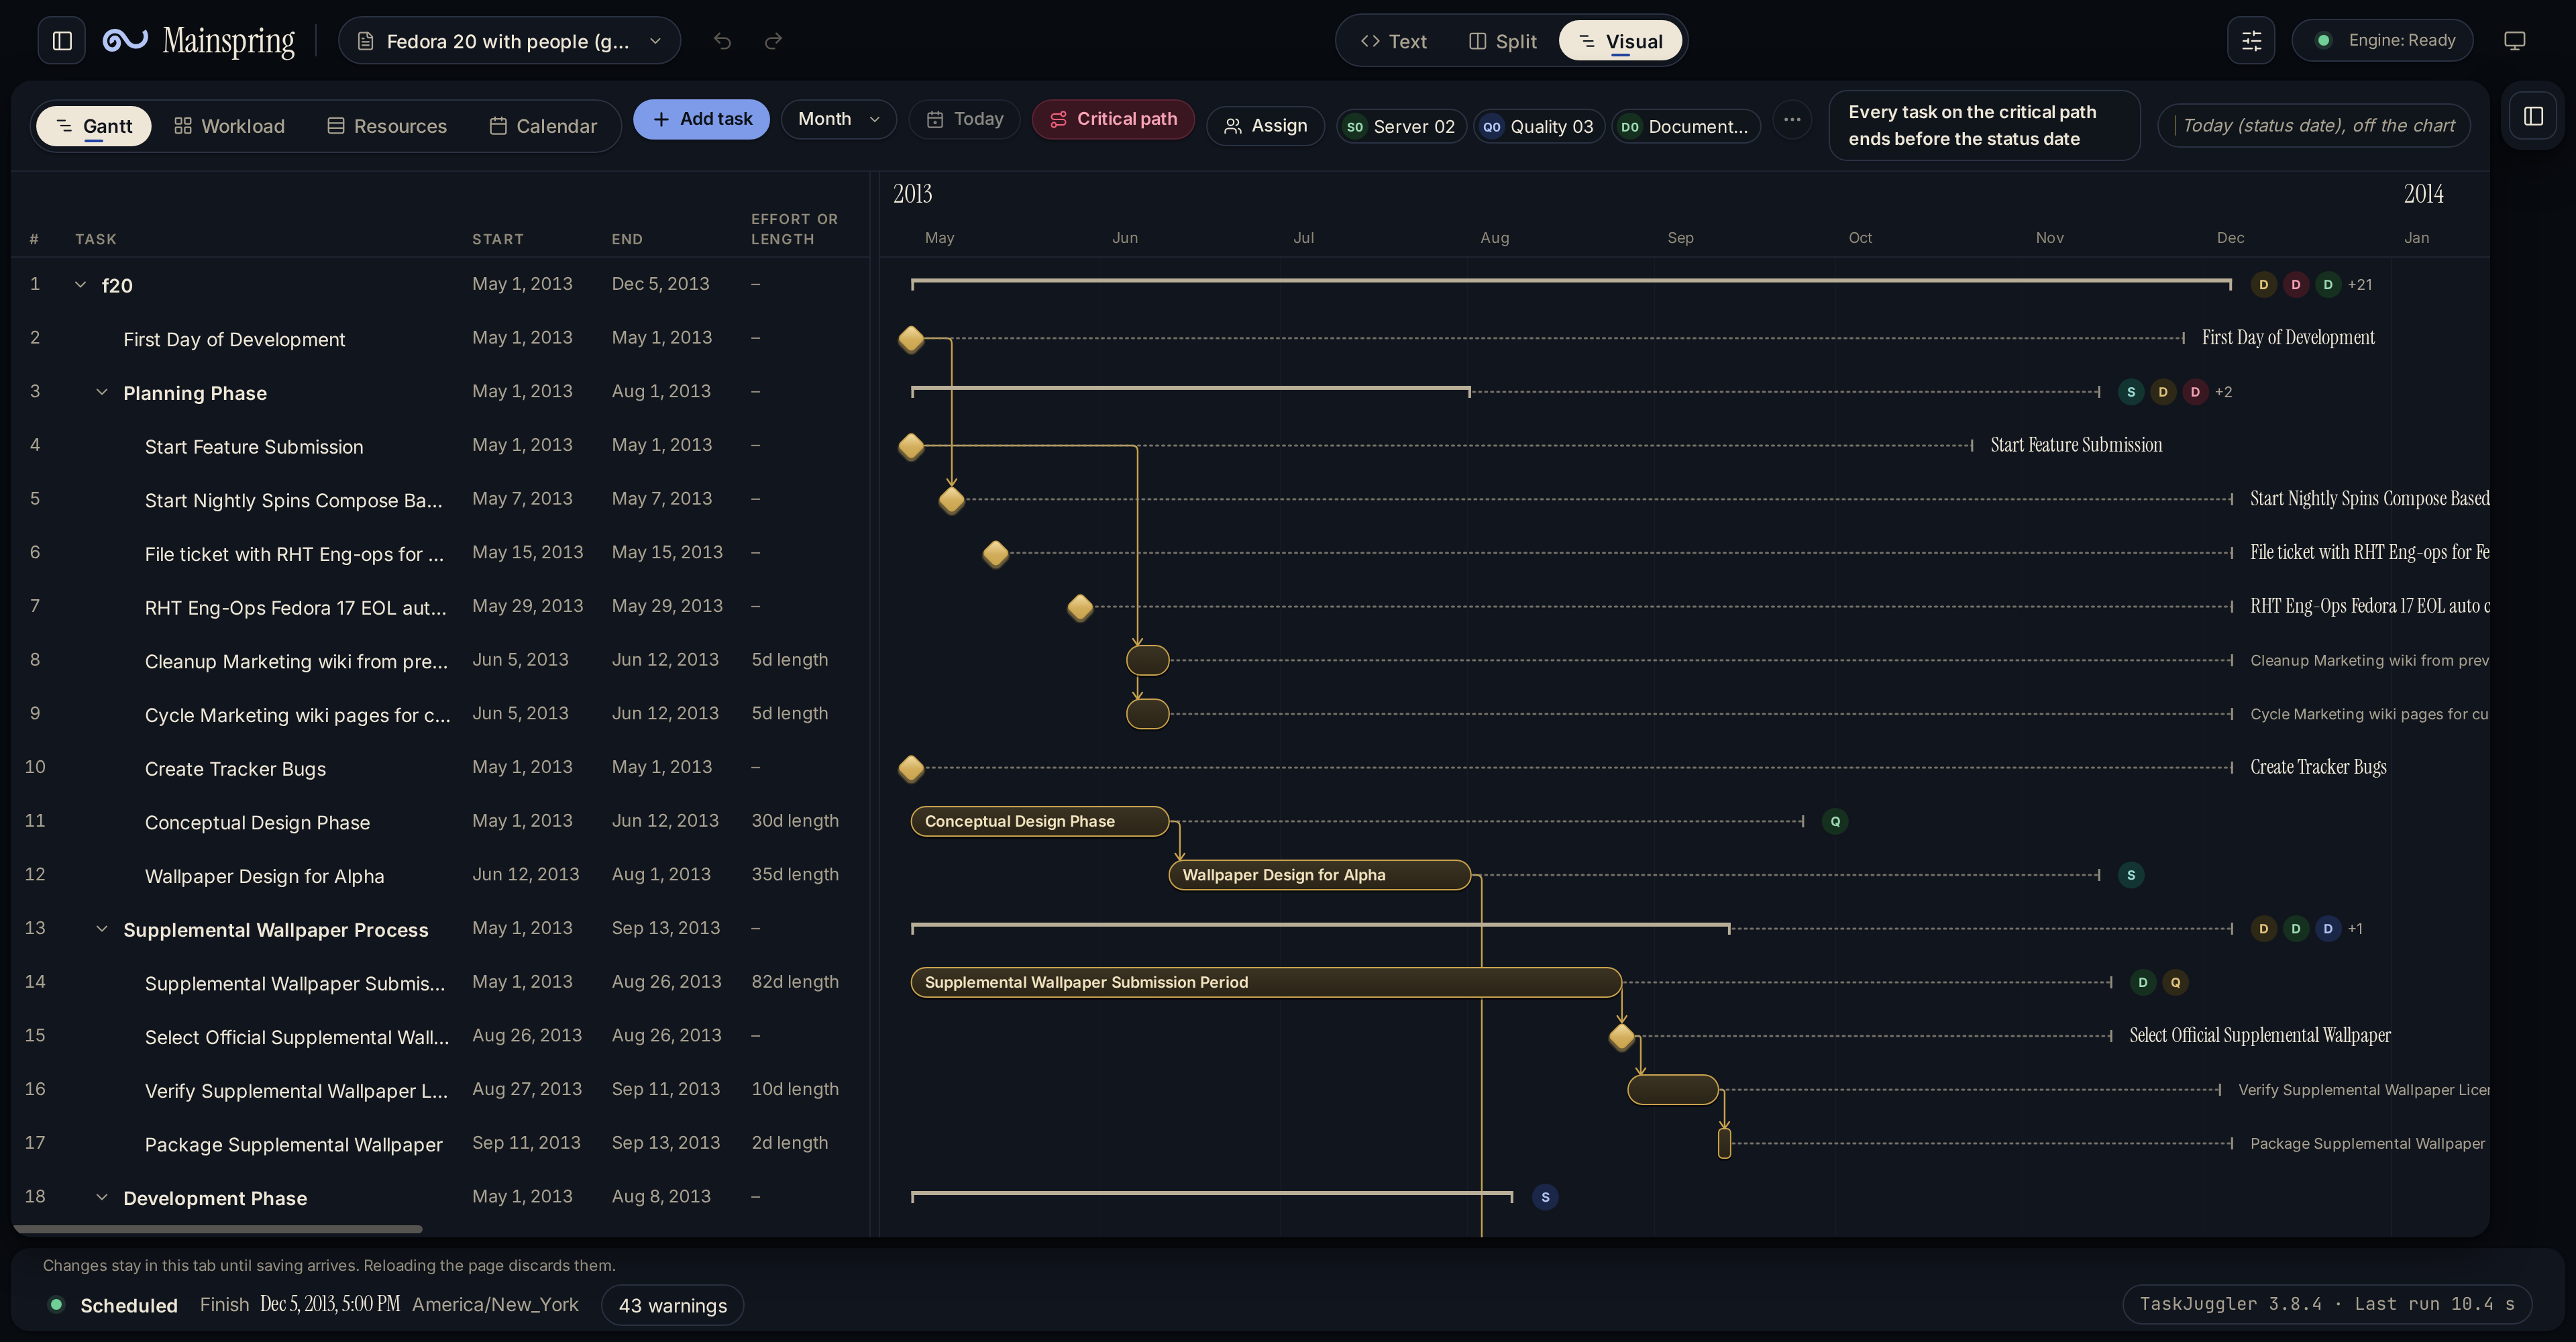 Mainspring
Fedora 20 with people (g...
Text
Split
Visual
Engine: Ready
Gantt
Workload
Resources
Calendar
Add task
Month
Today
Critical path
Assign
S0 Server 02
Q0 Quality 03
D0 Document...
Every task on the critical path
ends before the status date
Today (status date), off the chart
# TASK START END EFFORT OR LENGTH
2013 2014
May Jun Jul Aug Sep Oct Nov Dec Jan
1 f20 May 1, 2013 Dec 5, 2013 – D D D +21
2 First Day of Development May 1, 2013 May 1, 2013 – First Day of Development
3 Planning Phase May 1, 2013 Aug 1, 2013 – S D D +2
4 Start Feature Submission May 1, 2013 May 1, 2013 – Start Feature Submission
5 Start Nightly Spins Compose Ba... May 7, 2013 May 7, 2013 – Start Nightly Spins Compose Based
6 File ticket with RHT Eng-ops for ... May 15, 2013 May 15, 2013 – File ticket with RHT Eng-ops for Fe
7 RHT Eng-Ops Fedora 17 EOL aut... May 29, 2013 May 29, 2013 – RHT Eng-Ops Fedora 17 EOL auto c
8 Cleanup Marketing wiki from pre... Jun 5, 2013 Jun 12, 2013 5d length Cleanup Marketing wiki from prev
9 Cycle Marketing wiki pages for c... Jun 5, 2013 Jun 12, 2013 5d length Cycle Marketing wiki pages for cu
10 Create Tracker Bugs May 1, 2013 May 1, 2013 – Create Tracker Bugs
11 Conceptual Design Phase May 1, 2013 Jun 12, 2013 30d length Conceptual Design Phase Q
12 Wallpaper Design for Alpha Jun 12, 2013 Aug 1, 2013 35d length Wallpaper Design for Alpha S
13 Supplemental Wallpaper Process May 1, 2013 Sep 13, 2013 – D D D +1
14 Supplemental Wallpaper Submis... May 1, 2013 Aug 26, 2013 82d length Supplemental Wallpaper Submission Period D Q
15 Select Official Supplemental Wall... Aug 26, 2013 Aug 26, 2013 – Select Official Supplemental Wallpaper
16 Verify Supplemental Wallpaper L... Aug 27, 2013 Sep 11, 2013 10d length Verify Supplemental Wallpaper Licen
17 Package Supplemental Wallpaper Sep 11, 2013 Sep 13, 2013 2d length Package Supplemental Wallpaper
18 Development Phase May 1, 2013 Aug 8, 2013 – S
Changes stay in this tab until saving arrives. Reloading the page discards them.
Scheduled Finish Dec 5, 2013, 5:00 PM America/New_York 43 warnings
TaskJuggler 3.8.4 · Last run 10.4 s